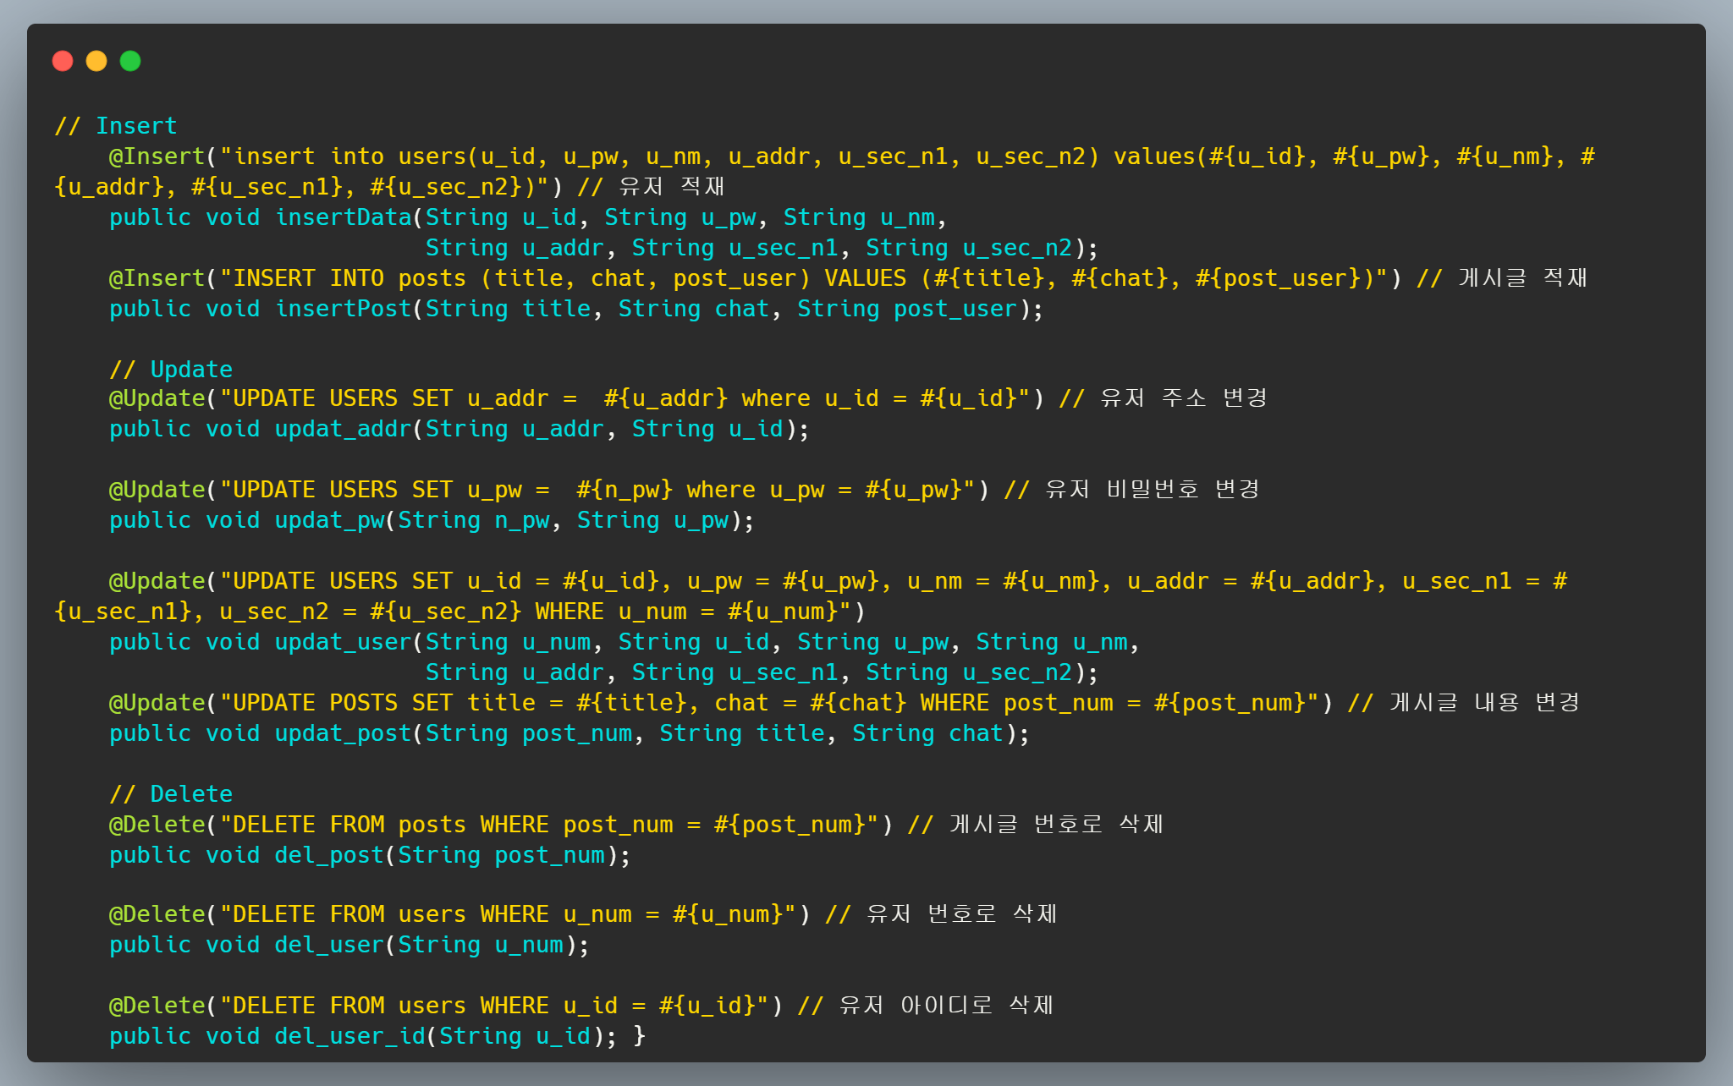 // Insert
    @Insert("insert into users(u_id, u_pw, u_nm, u_addr, u_sec_n1, u_sec_n2) values(#{u_id}, #{u_pw}, #{u_nm}, #
{u_addr}, #{u_sec_n1}, #{u_sec_n2})") // 유저 적재
    public void insertData(String u_id, String u_pw, String u_nm,
                           String u_addr, String u_sec_n1, String u_sec_n2);
    @Insert("INSERT INTO posts (title, chat, post_user) VALUES (#{title}, #{chat}, #{post_user})") // 게시글 적재
    public void insertPost(String title, String chat, String post_user);

    // Update
    @Update("UPDATE USERS SET u_addr =  #{u_addr} where u_id = #{u_id}") // 유저 주소 변경
    public void updat_addr(String u_addr, String u_id);

    @Update("UPDATE USERS SET u_pw =  #{n_pw} where u_pw = #{u_pw}") // 유저 비밀번호 변경
    public void updat_pw(String n_pw, String u_pw);

    @Update("UPDATE USERS SET u_id = #{u_id}, u_pw = #{u_pw}, u_nm = #{u_nm}, u_addr = #{u_addr}, u_sec_n1 = #
{u_sec_n1}, u_sec_n2 = #{u_sec_n2} WHERE u_num = #{u_num}")
    public void updat_user(String u_num, String u_id, String u_pw, String u_nm,
                           String u_addr, String u_sec_n1, String u_sec_n2);
    @Update("UPDATE POSTS SET title = #{title}, chat = #{chat} WHERE post_num = #{post_num}") // 게시글 내용 변경
    public void updat_post(String post_num, String title, String chat);

    // Delete
    @Delete("DELETE FROM posts WHERE post_num = #{post_num}") // 게시글 번호로 삭제
    public void del_post(String post_num);

    @Delete("DELETE FROM users WHERE u_num = #{u_num}") // 유저 번호로 삭제
    public void del_user(String u_num);

    @Delete("DELETE FROM users WHERE u_id = #{u_id}") // 유저 아이디로 삭제
    public void del_user_id(String u_id); }